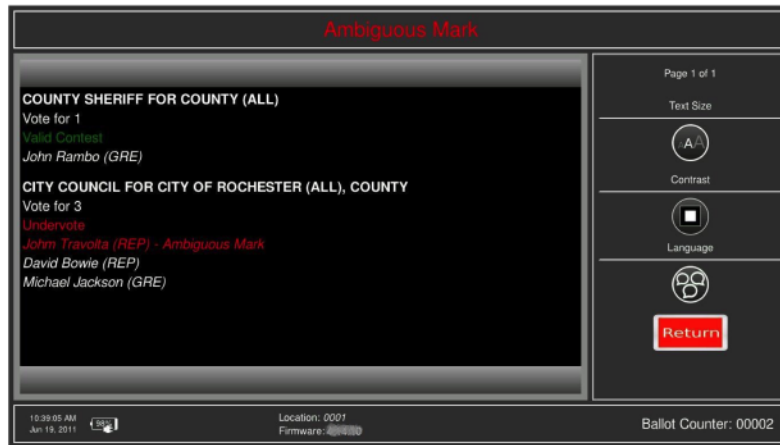 Ambiguous Mark
COUNTY SHERIFF FOR COUNTY (ALL)
Vote for 1
Valid Contest
John Rambo (GRE)
CITY COUNCIL FOR CITY OF ROCHESTER (ALL), COUNTY
Vote for 3
Undervote
Johm Travolta (REP) - Ambiguous Mark
David Bowie (REP)
Michael Jackson (GRE)
Page 1 of 1
Text Size
AAA
Contrast
Language
Return
10:39:05 AM
Jun 19, 2011
98%
Location: 0001
Firmware:
Ballot Counter: 00002